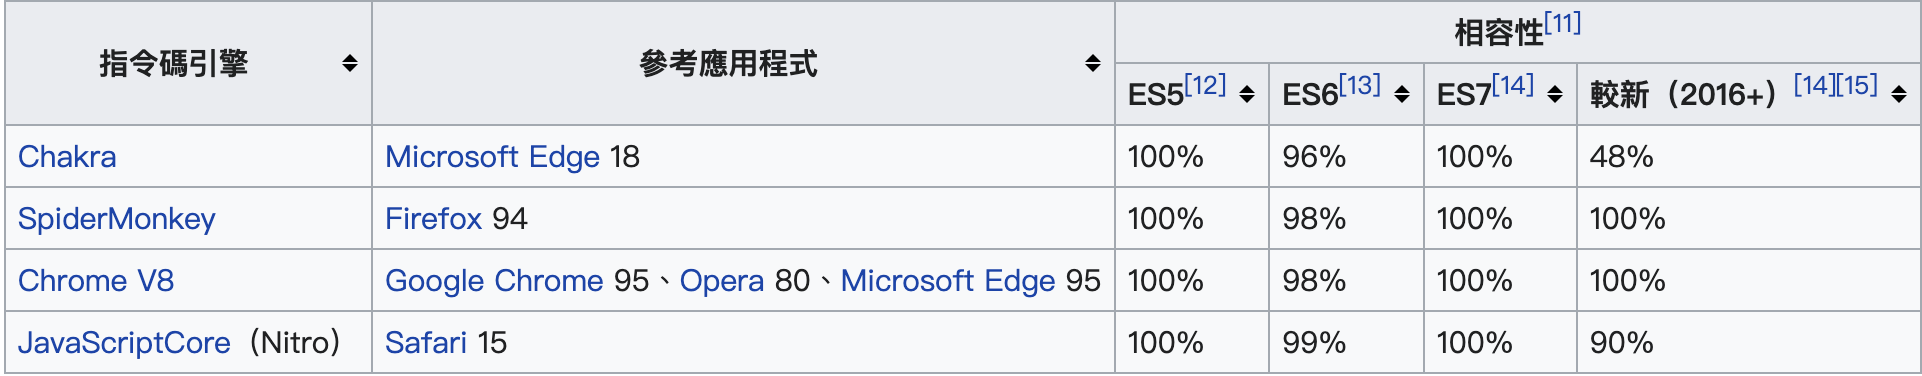 指令碼引擎 參考應用程式 相容性[11]
ES5[12] ES6[13] ES7[14] 較新（2016+）[14][15]
Chakra Microsoft Edge 18 100% 96% 100% 48%
SpiderMonkey Firefox 94 100% 98% 100% 100%
Chrome V8 Google Chrome 95、Opera 80、Microsoft Edge 95 100% 98% 100% 100%
JavaScriptCore（Nitro） Safari 15 100% 99% 100% 90%